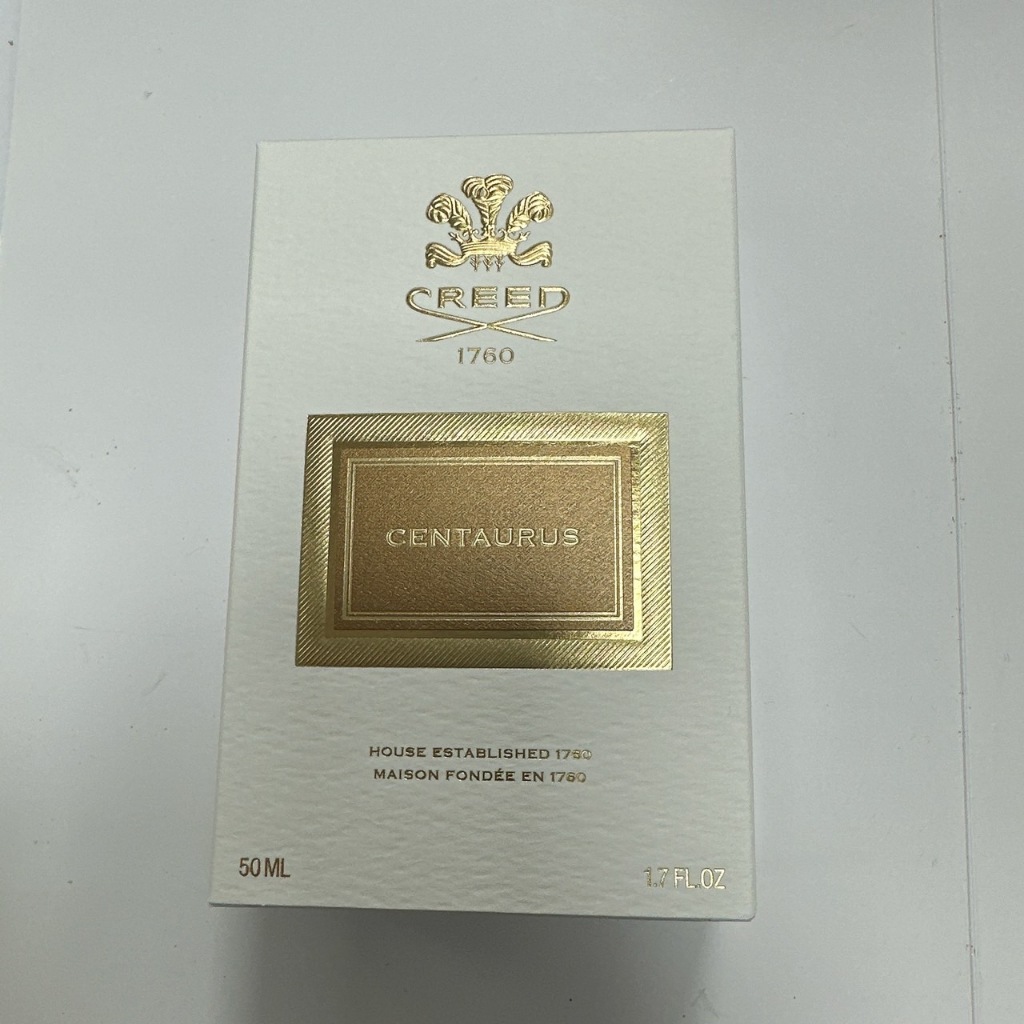 CREED
1760
CENTAURUS
HOUSE ESTABLISHED 1760
MAISON FONDÉE EN 1760
50 ML
1.7 FL.OZ